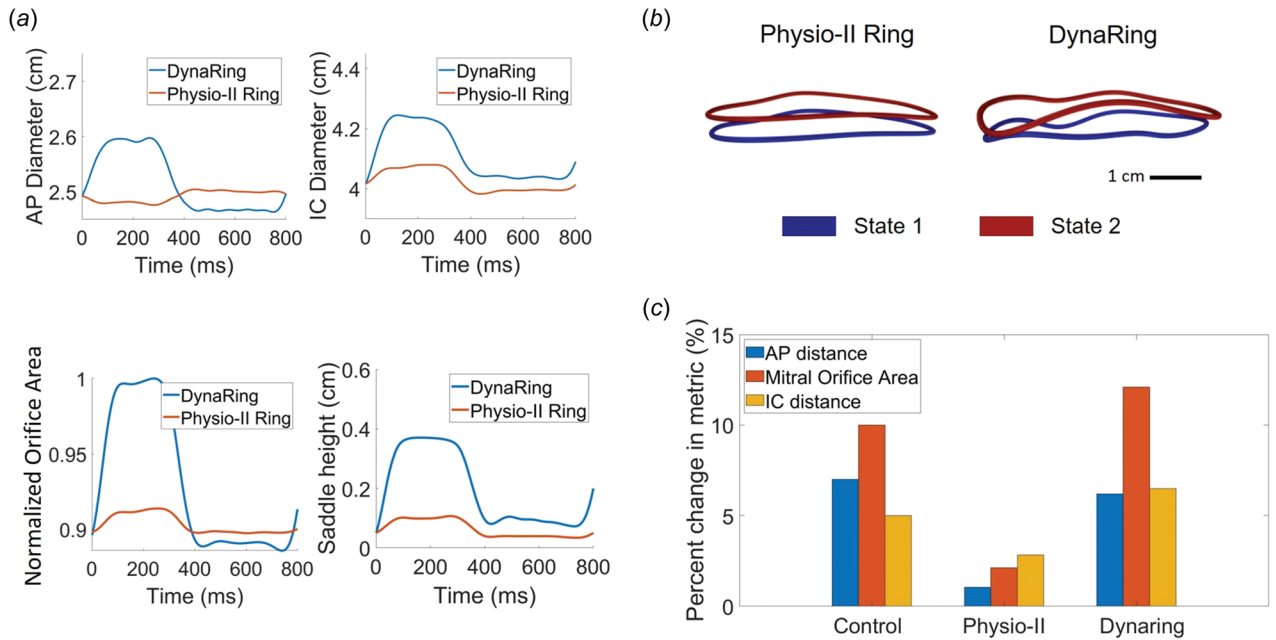 (a)
AP Diameter (cm)
2.7
2.6
2.5
DynaRing
Physio-II Ring
0 200 400 600 800
Time (ms)
IC Diameter (cm)
4.4
4.2
4
DynaRing
Physio-II Ring
0 200 400 600 800
Time (ms)
Normalized Orifice Area
1
0.95
0.9
DynaRing
Physio-II Ring
0 200 400 600 800
Time (ms)
Saddle height (cm)
0.6
0.4
0.2
0
DynaRing
Physio-II Ring
0 200 400 600 800
Time (ms)
(b)
Physio-II Ring DynaRing
1 cm
State 1 State 2
(c)
Percent change in metric (%)
15
10
5
0
AP distance
Mitral Orifice Area
IC distance
Control Physio-II Dynaring